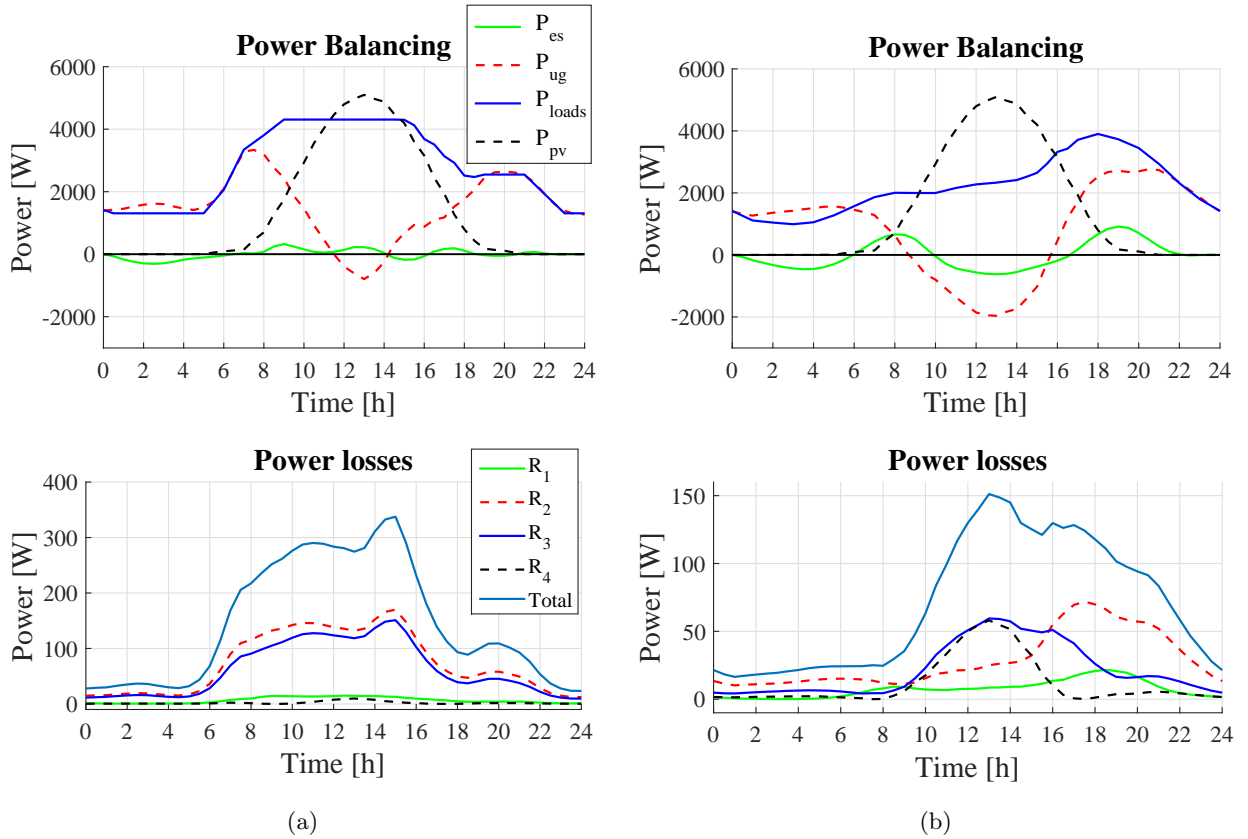 Power Balancing
P_es
P_ug
P_loads
P_pv
Power [W]
6000
4000
2000
0
-2000
0 2 4 6 8 10 12 14 16 18 20 22 24
Time [h]
Power Balancing
Power [W]
6000
4000
2000
0
-2000
0 2 4 6 8 10 12 14 16 18 20 22 24
Time [h]
Power losses
R_1
R_2
R_3
R_4
Total
Power [W]
400
300
200
100
0
0 2 4 6 8 10 12 14 16 18 20 22 24
Time [h]
Power losses
Power [W]
150
100
50
0
0 2 4 6 8 10 12 14 16 18 20 22 24
Time [h]
(a)
(b)